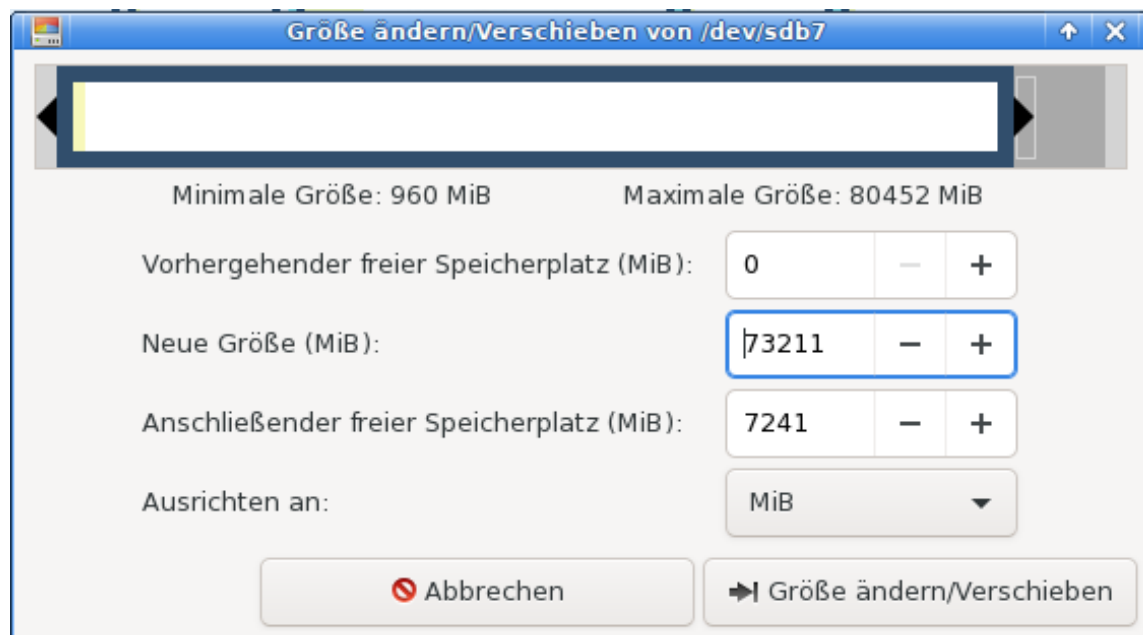 Größe ändern/Verschieben von /dev/sdb7
Minimale Größe: 960 MiB Maximale Größe: 80452 MiB
Vorhergehender freier Speicherplatz (MiB): 0 − +
Neue Größe (MiB): 73211 − +
Anschließender freier Speicherplatz (MiB): 7241 − +
Ausrichten an: MiB
Abbrechen Größe ändern/Verschieben